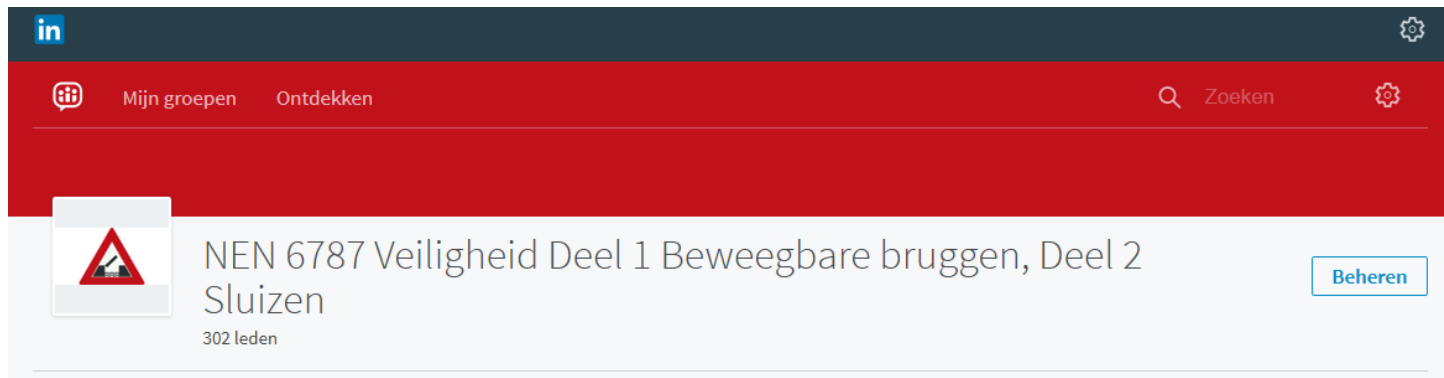 in
Mijn groepen Ontdekken Zoeken
NEN 6787 Veiligheid Deel 1 Beweegbare bruggen, Deel 2
Sluizen
302 leden
Beheren